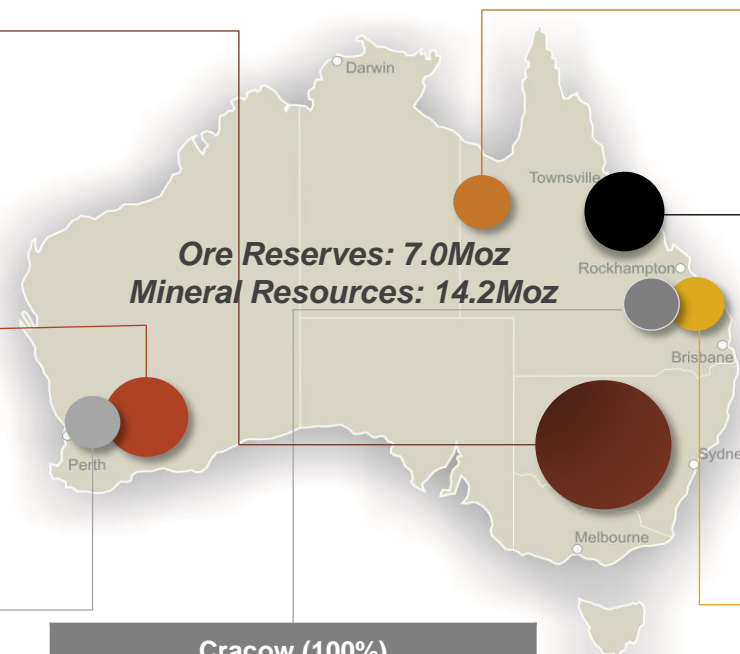 Darwin
Townsville
Ore Reserves: 7.0Moz
Rockhampton
Mineral Resources: 14.2Moz
Brisbane
Sydne
Perth
Melbourne
Cracow (100%)